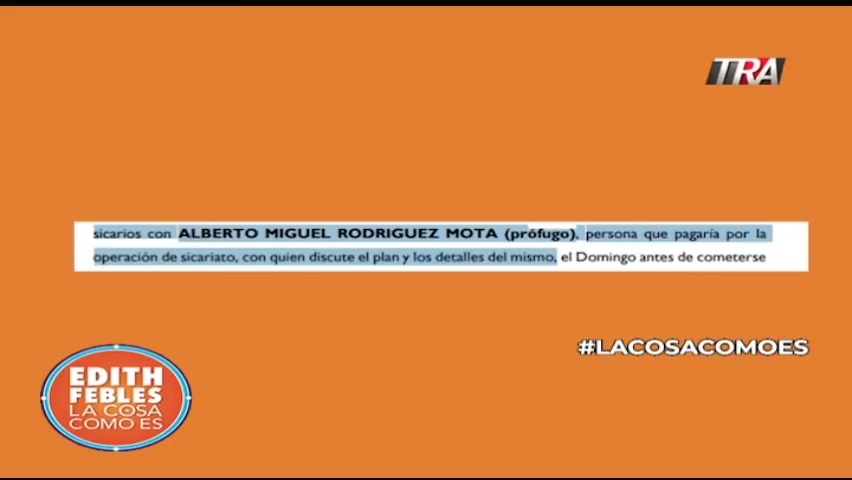 TRA
sicarios con ALBERTO MIGUEL RODRIGUEZ MOTA (prófugo), persona que pagaría por la
operación de sicariato, con quien discute el plan y los detalles del mismo, el Domingo antes de cometerse
#LACOSACOMOES
EDITH
FEBLES
LA COSA
COMO ES